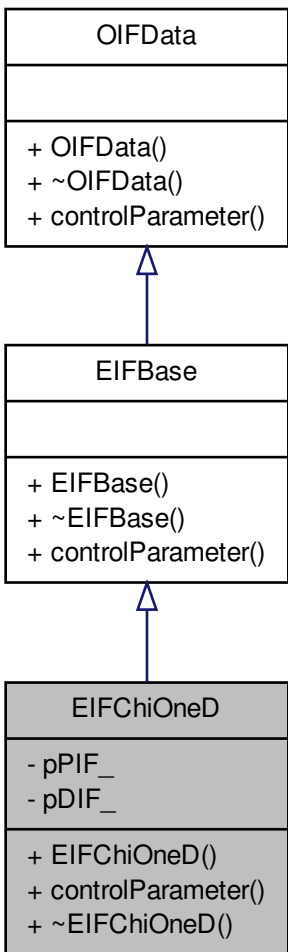 OIFData
+ OIFData()
+ ~OIFData()
+ controlParameter()
EIFBase
+ EIFBase()
+ ~EIFBase()
+ controlParameter()
EIFChiOneD
- pPIF_
- pDIF_
+ EIFChiOneD()
+ controlParameter()
+ ~EIFChiOneD()